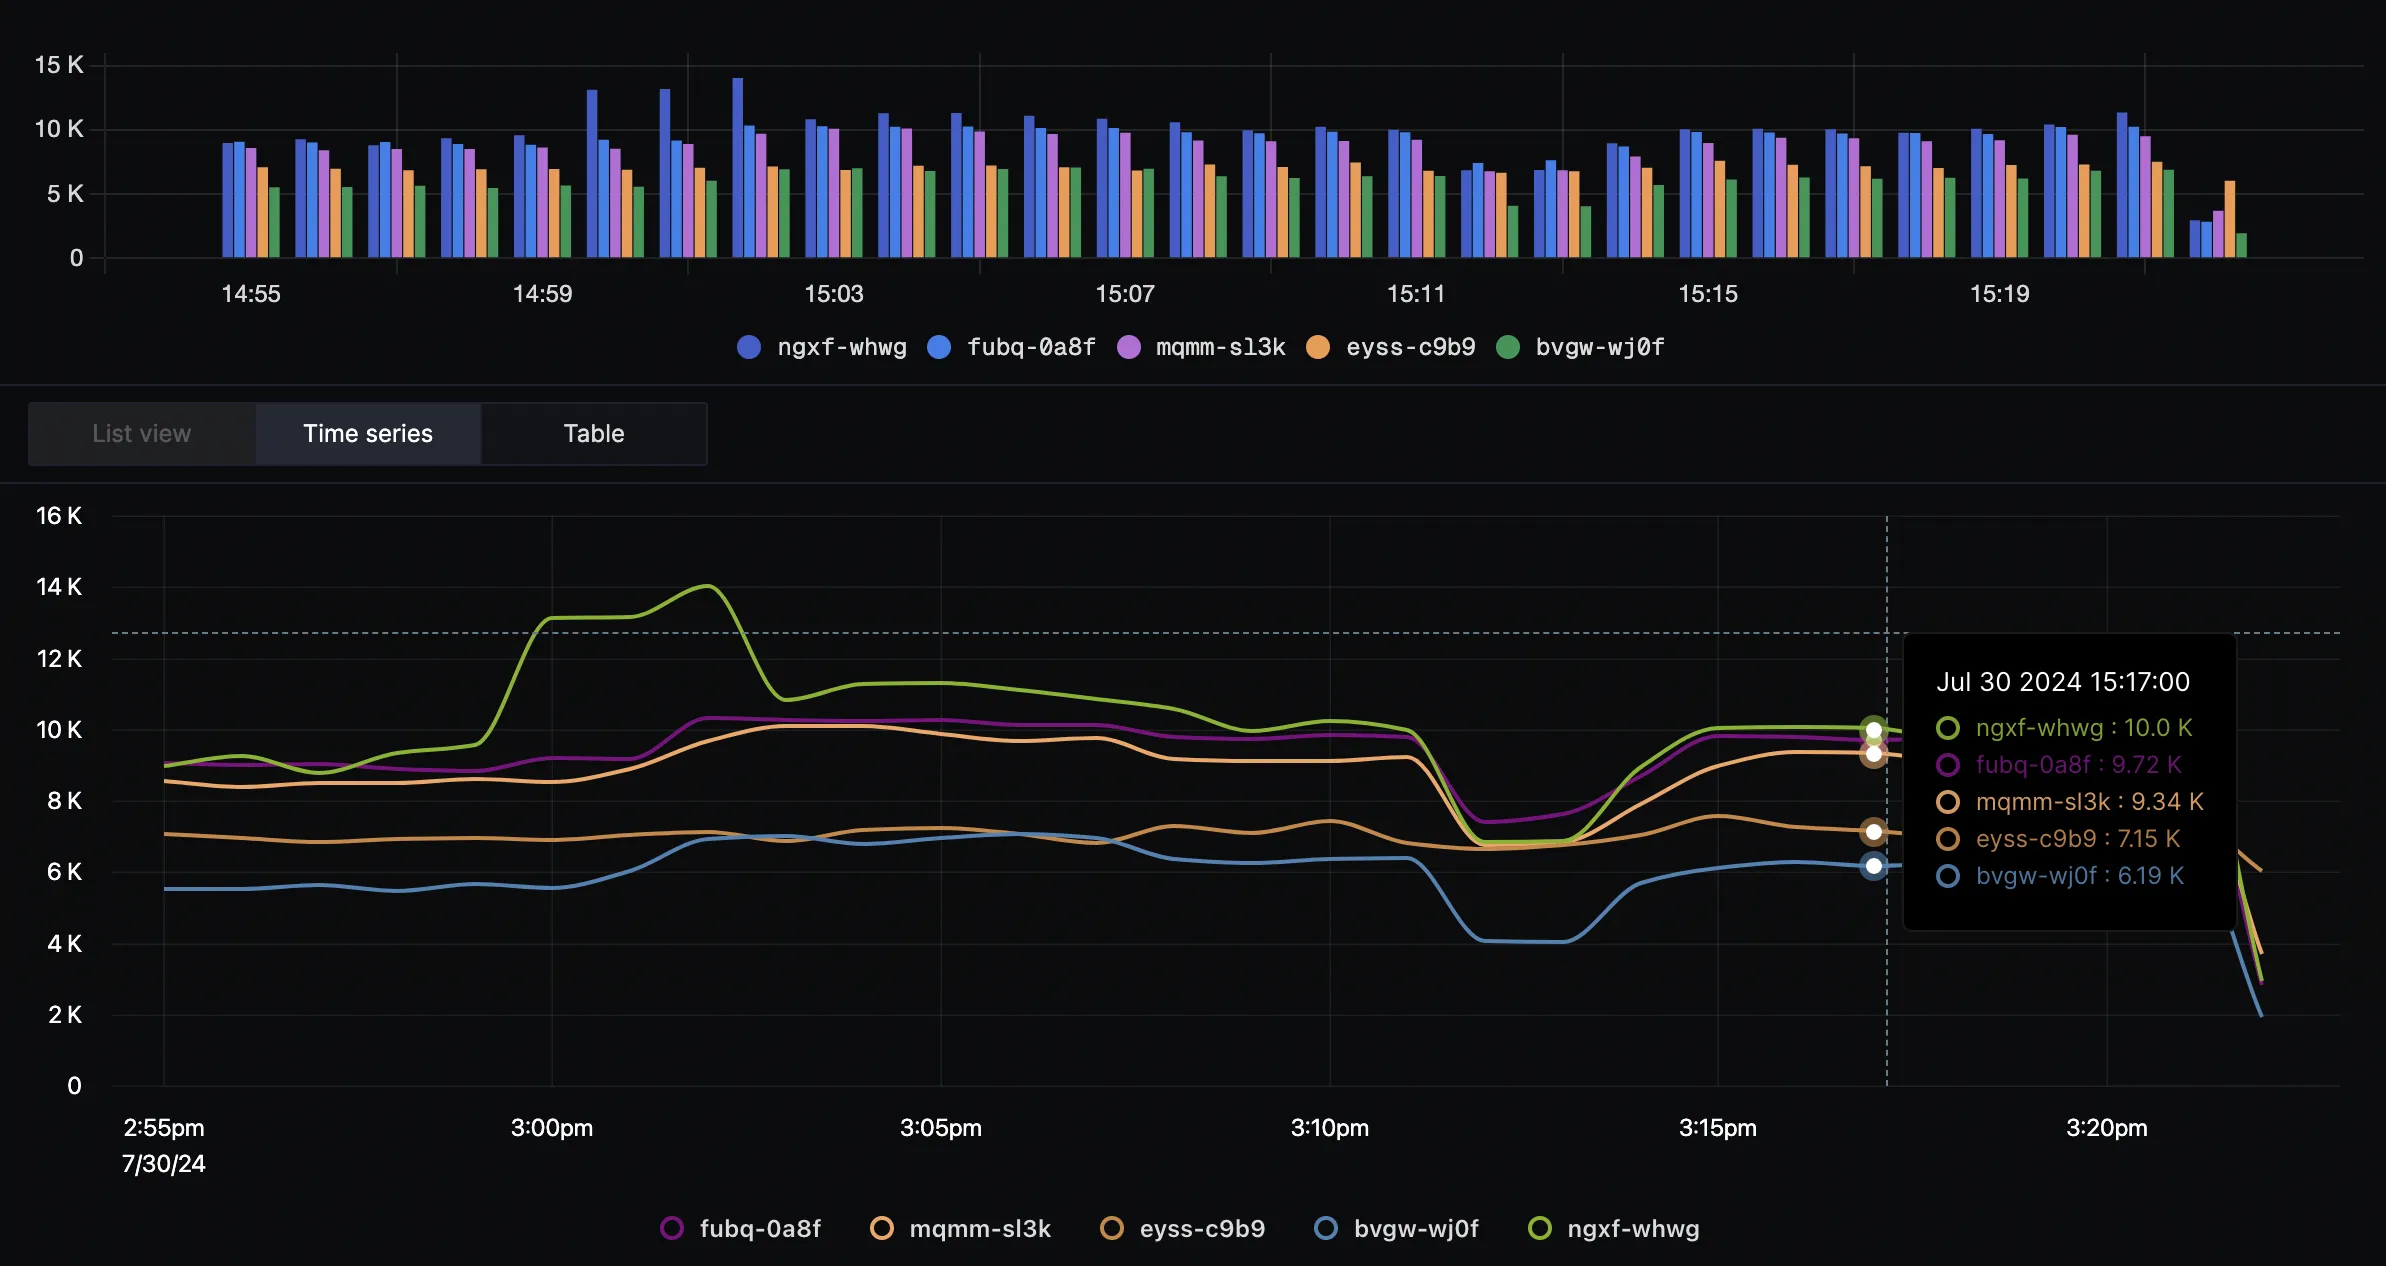 15 K
10 K
5 K
0
14:55 14:59 15:03 15:07 15:11 15:15 15:19
ngxf-whwg fubq-0a8f mqmm-sl3k eyss-c9b9 bvgw-wj0f
List view Time series Table
16 K
14 K
12 K
10 K
8 K
6 K
4 K
2 K
0
Jul 30 2024 15:17:00
ngxf-whwg : 10.0 K
fubq-0a8f : 9.72 K
mqmm-sl3k : 9.34 K
eyss-c9b9 : 7.15 K
bvgw-wj0f : 6.19 K
2:55pm 3:00pm 3:05pm 3:10pm 3:15pm 3:20pm
7/30/24
fubq-0a8f mqmm-sl3k eyss-c9b9 bvgw-wj0f ngxf-whwg